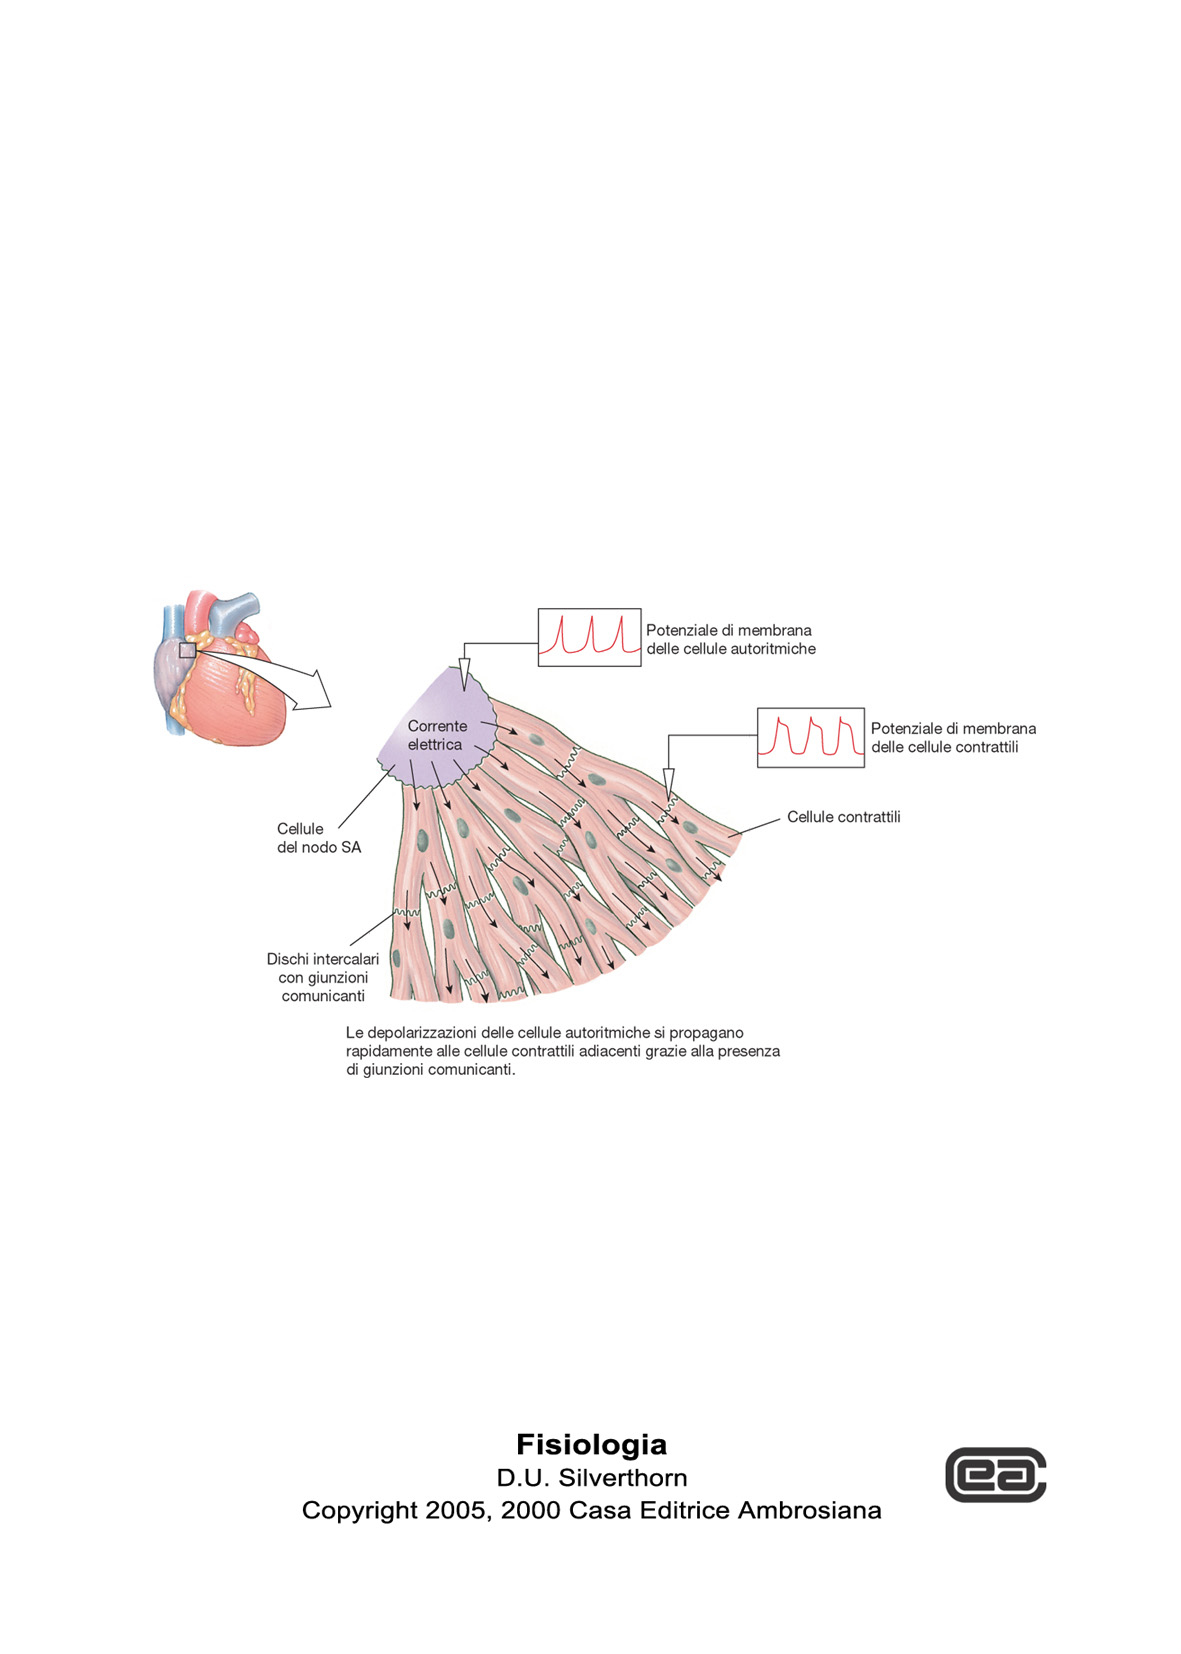 Potenziale di membrana
delle cellule autoritmiche
Corrente
elettrica
Potenziale di membrana
delle cellule contrattili
Cellule contrattili
Cellule
del nodo SA
Dischi intercalari
con giunzioni
comunicanti
Le depolarizzazioni delle cellule autoritmiche si propagano
rapidamente alle cellule contrattili adiacenti grazie alla presenza
di giunzioni comunicanti.
Fisiologia
D.U. Silverthorn
Copyright 2005, 2000 Casa Editrice Ambrosiana
cea